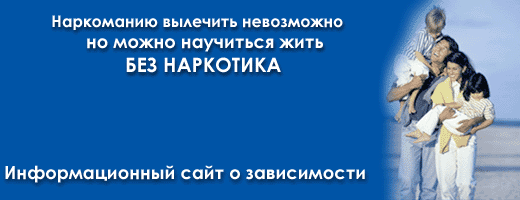 Наркоманию вылечить невозможно
но можно научиться жить
БЕЗ НАРКОТИКА
Информационный сайт о зависимости